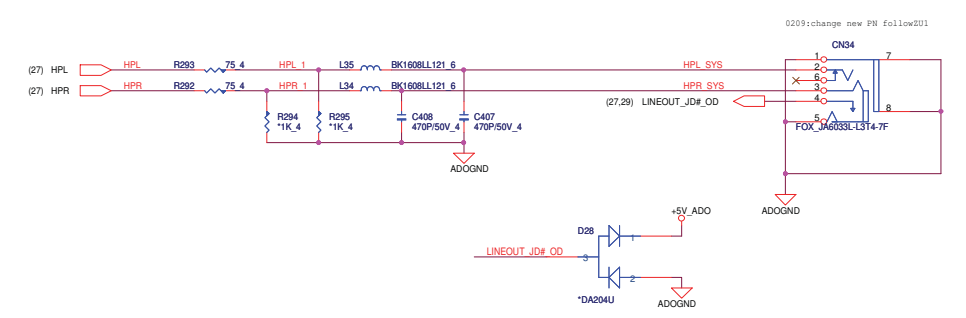 0209:change new PN followZU1
CN34
(27) HPL HPL R293 75_4 HPL_1 L35 BK1608LL121_6 HPL_SYS 1 7
2
6
(27) HPR HPR R292 75_4 HPR_1 L34 BK1608LL121_6 HPR_SYS 3
(27,29) LINEOUT_JD#_OD 4 8
R294 R295 C408 C407 5
*1K_4 *1K_4 470P/50V_4 470P/50V_4 FOX_JA6033L-L3T4-7F
ADOGND
ADOGND
+5V_ADO
D28
1
LINEOUT_JD#_OD 3
2
*DA204U
ADOGND